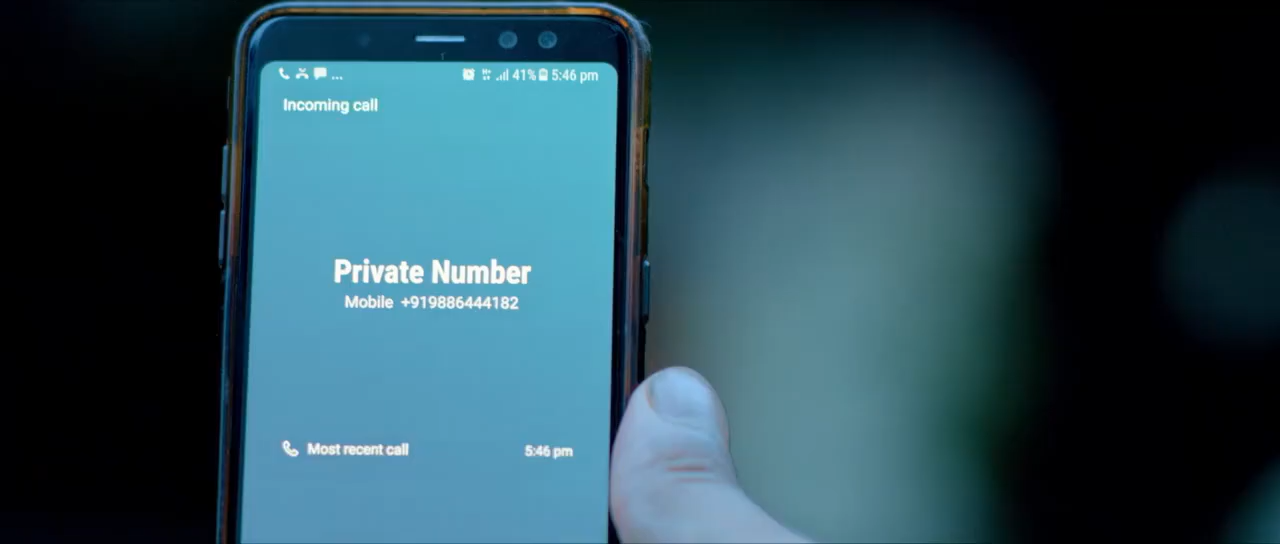 ... 41% 5:46 pm
Incoming call
Private Number
Mobile +919886444182
Most recent call 5:46 pm